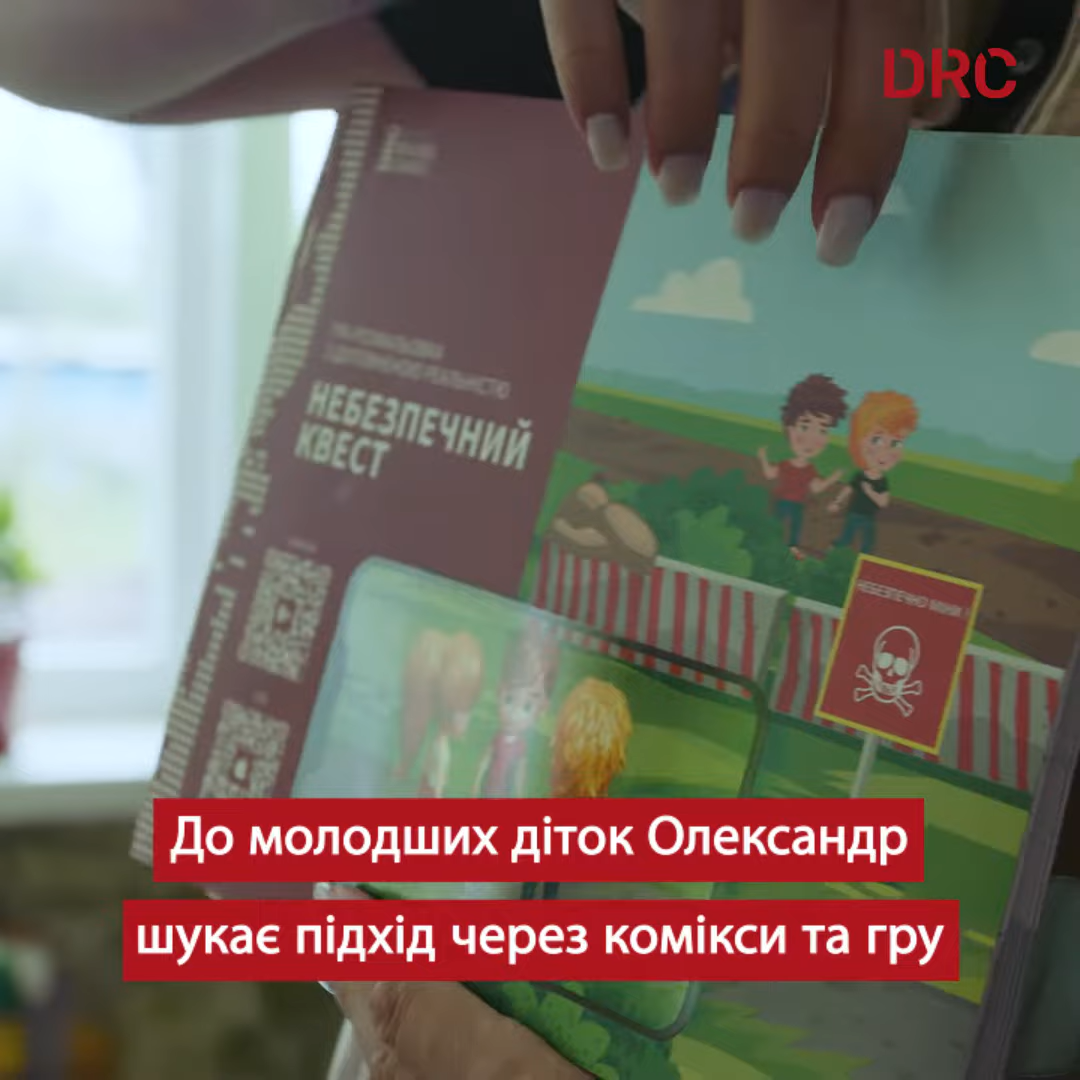 DRC
НЕБЕЗПЕЧНИЙ
КВЕСТ
НЕБЕЗПЕЧНО МІНИ !
До молодших діток Олександр
шукає підхід через комікси та гру